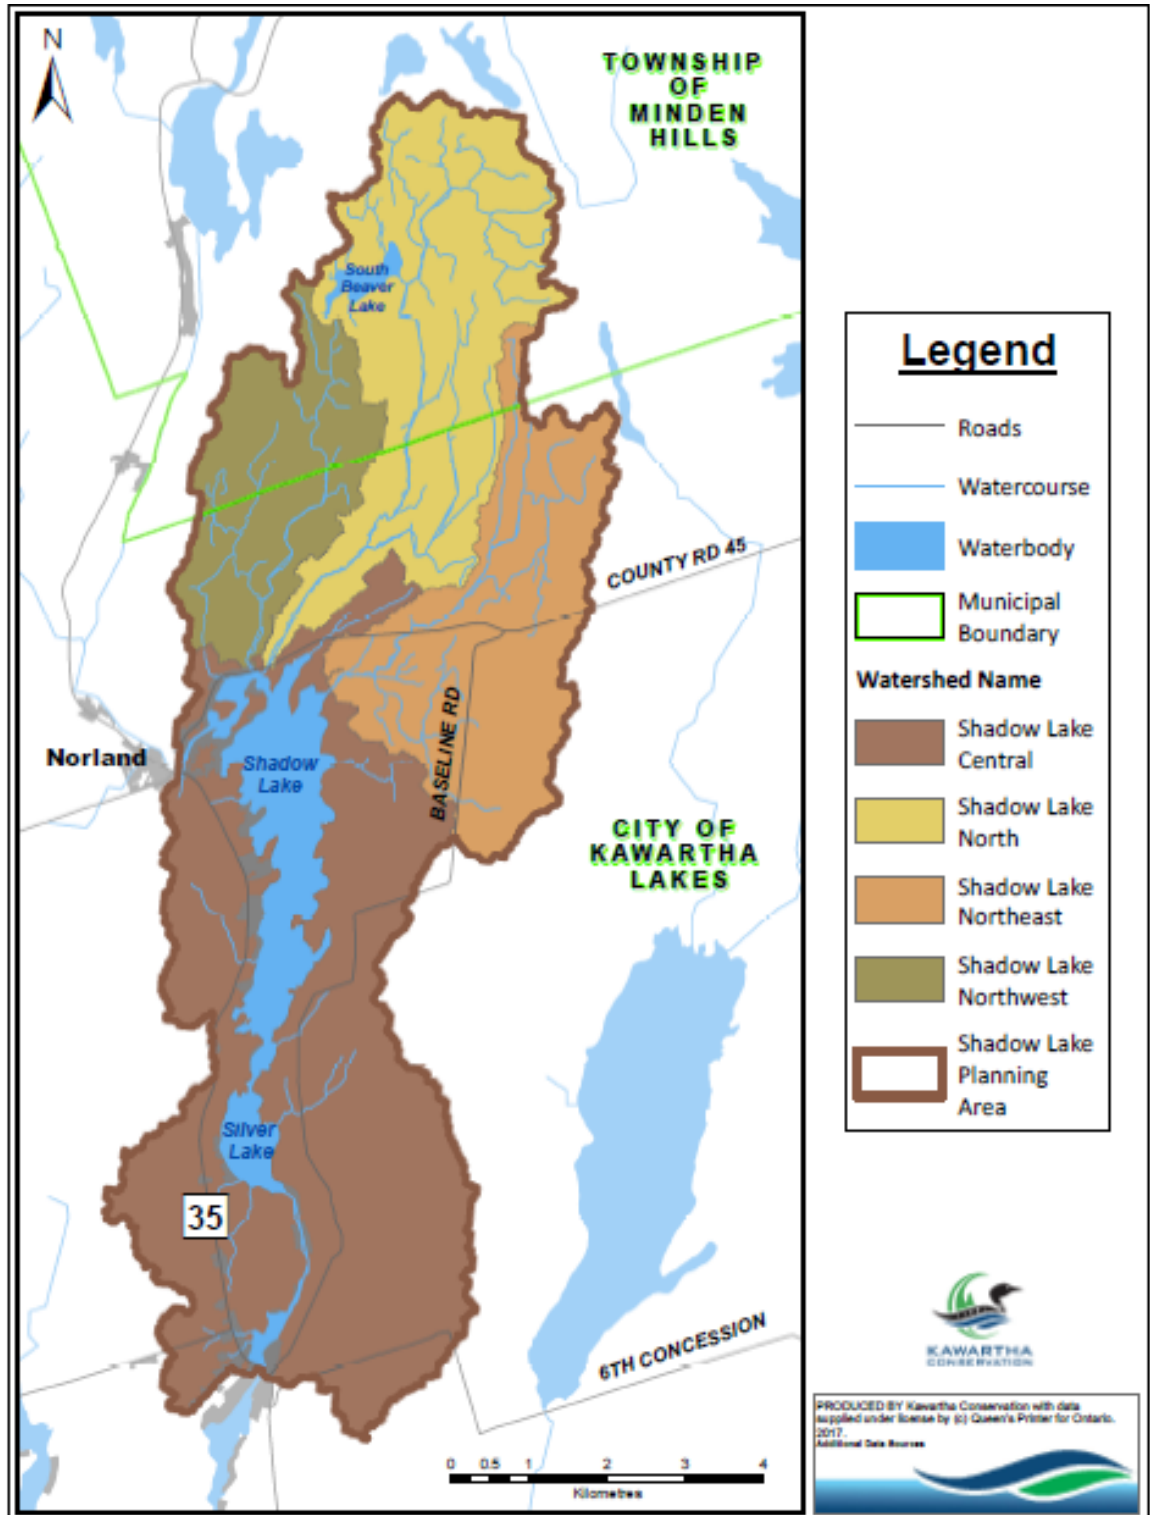 N
TOWNSHIP
OF
MINDEN
HILLS
South
Beaver
Lake
COUNTY RD 45
BASELINE RD
Norland
Shadow
Lake
CITY OF
KAWARTHA
LAKES
Silver
Lake
35
6TH CONCESSION
0 0.5 1 2 3 4
Kilometres
Legend
Roads
Watercourse
Waterbody
Municipal
Boundary
Watershed Name
Shadow Lake
Central
Shadow Lake
North
Shadow Lake
Northeast
Shadow Lake
Northwest
Shadow Lake
Planning
Area
KAWARTHA
CONSERVATION
PRODUCED BY Kawartha Conservation with data
supplied under license by (c) Queen's Printer for Ontario.
2017.
Additional Data Sources